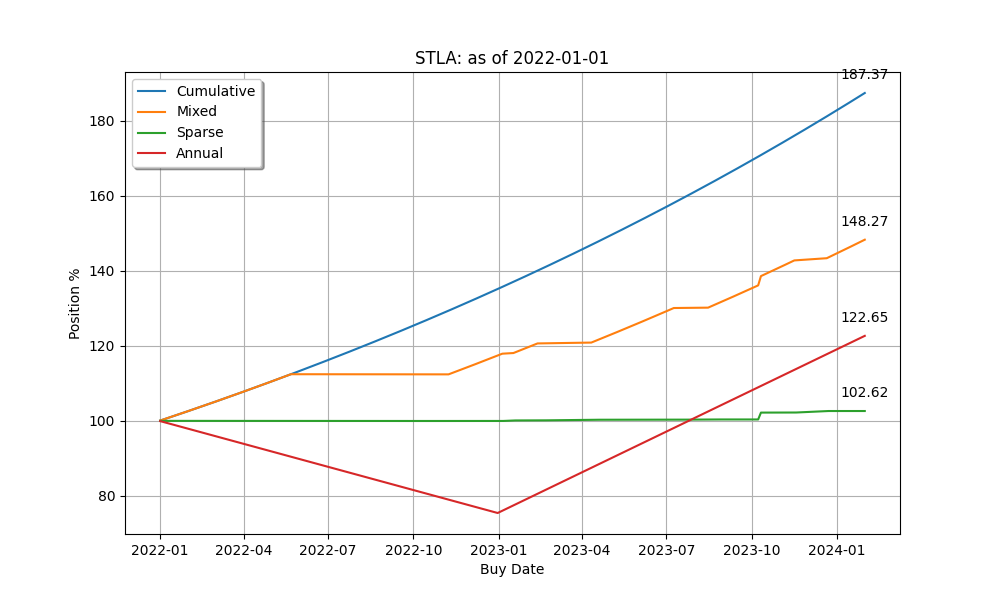 STLA: as of 2022-01-01
187.37
Cumulative
Mixed
Sparse
Annual
180
160
148.27
140
Position %
122.65
120
102.62
100
80
2022-01 2022-04 2022-07 2022-10 2023-01 2023-04 2023-07 2023-10 2024-01
Buy Date